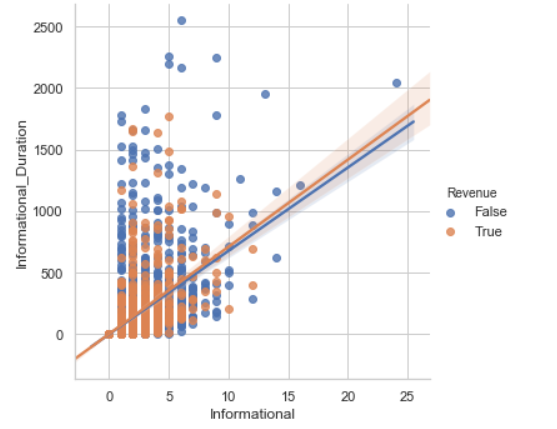 2500
2000
1500
1000
500
0
Informational_Duration
0 5 10 15 20 25
Informational
Revenue
False
True